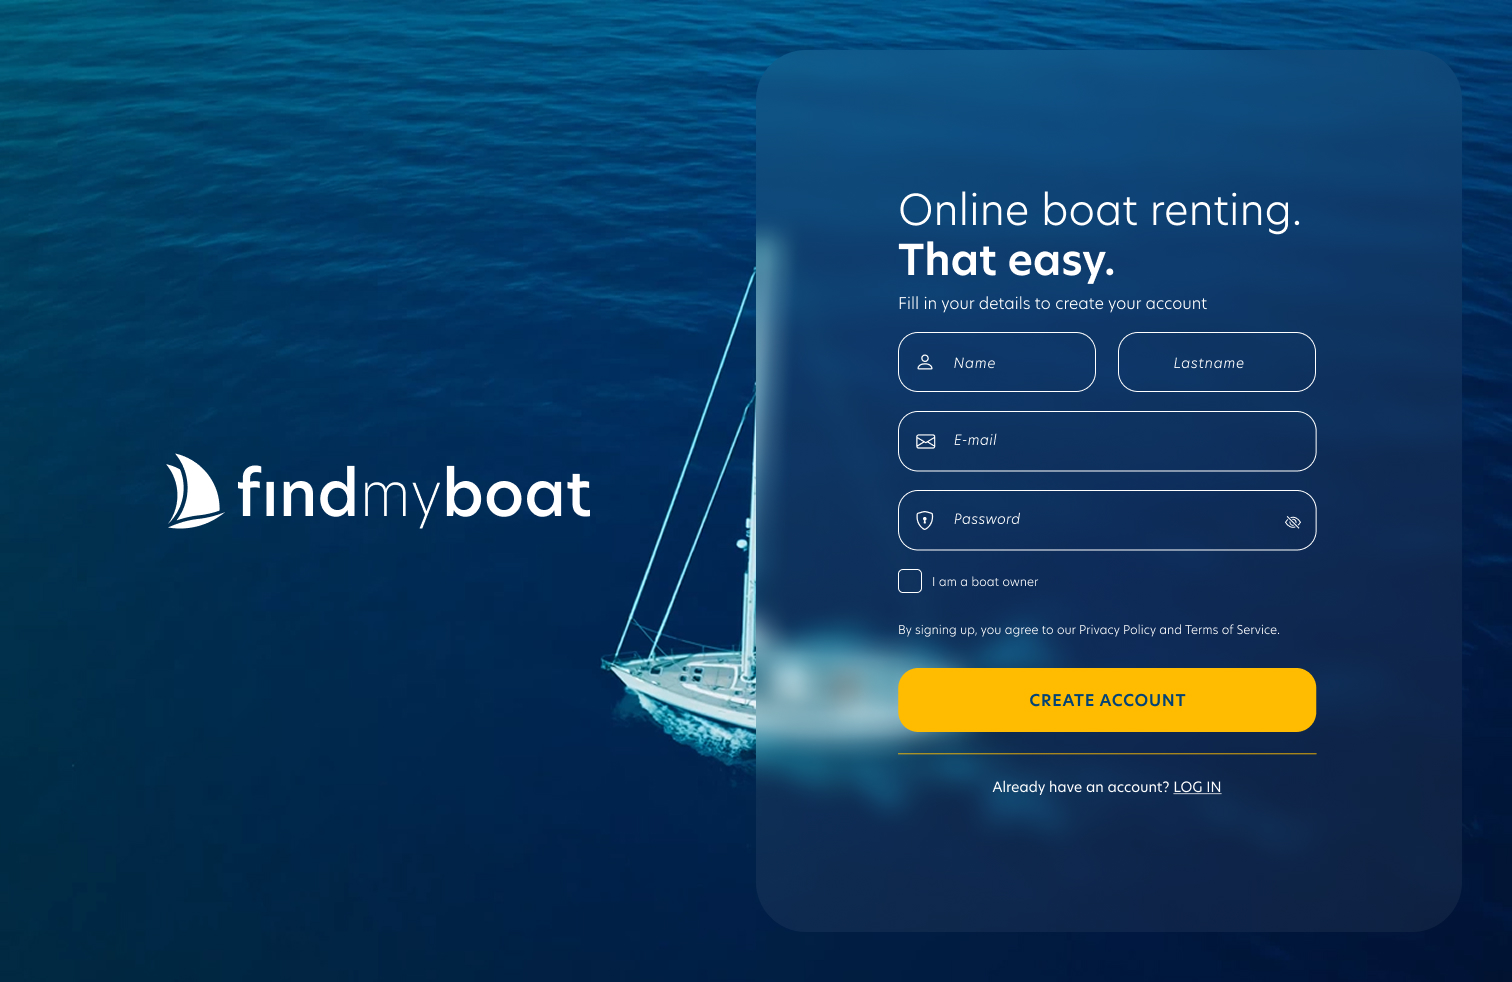 findmyboat
Online boat renting.
That easy.
Fill in your details to create your account
Name
Lastname
E-mail
Password
I am a boat owner
By signing up, you agree to our Privacy Policy and Terms of Service.
CREATE ACCOUNT
Already have an account? LOG IN